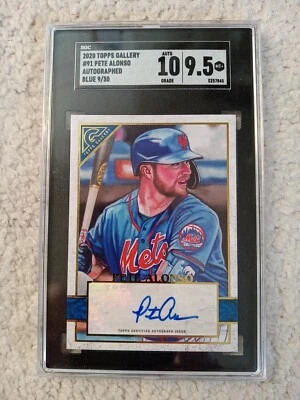 SGC
2020 TOPPS GALLERY
#91 PETE ALONSO
AUTOGRAPHED
BLUE 9/50
AUTO
10
GRADE
9.5
Mets
Mets
PETE ALONSO
TOPPS CERTIFIED AUTOGRAPH ISSUE